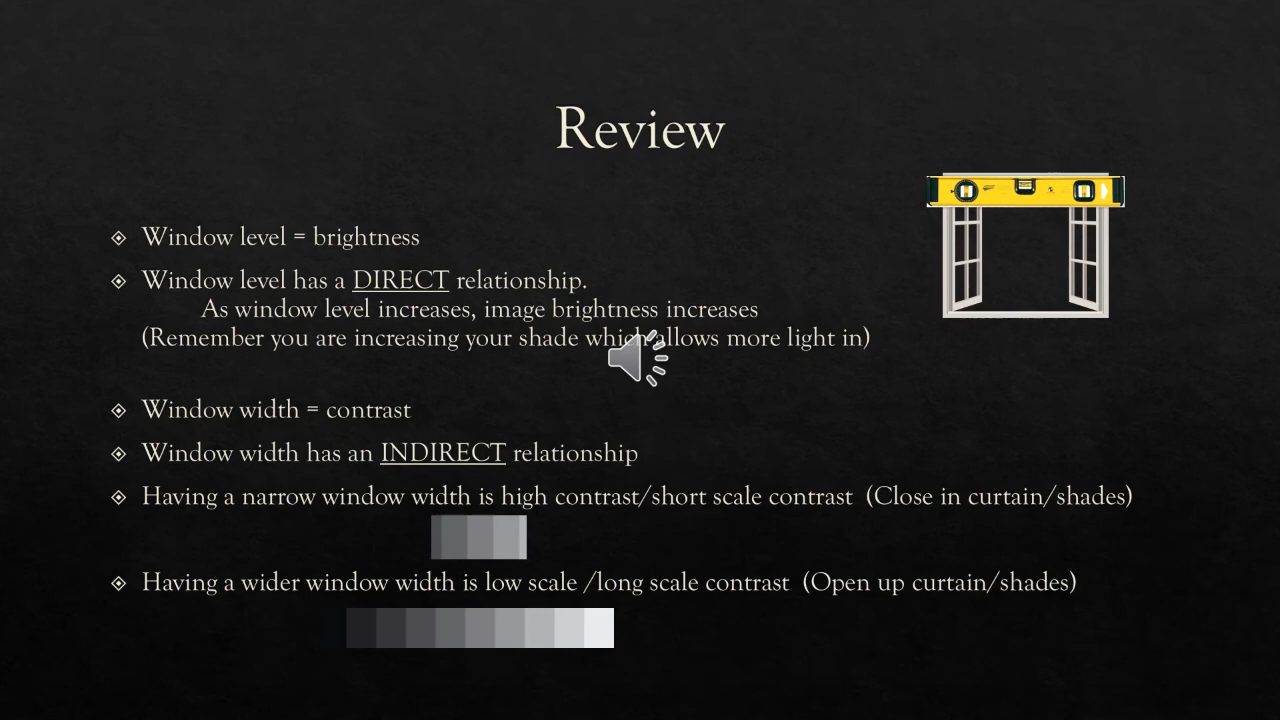 Review
Window level = brightness
Window level has a DIRECT relationship.
As window level increases, image brightness increases
(Remember you are increasing your shade which allows more light in)
Window width = contrast
Window width has an INDIRECT relationship
Having a narrow window width is high contrast/short scale contrast (Close in curtain/shades)
Having a wider window width is low scale /long scale contrast (Open up curtain/shades)